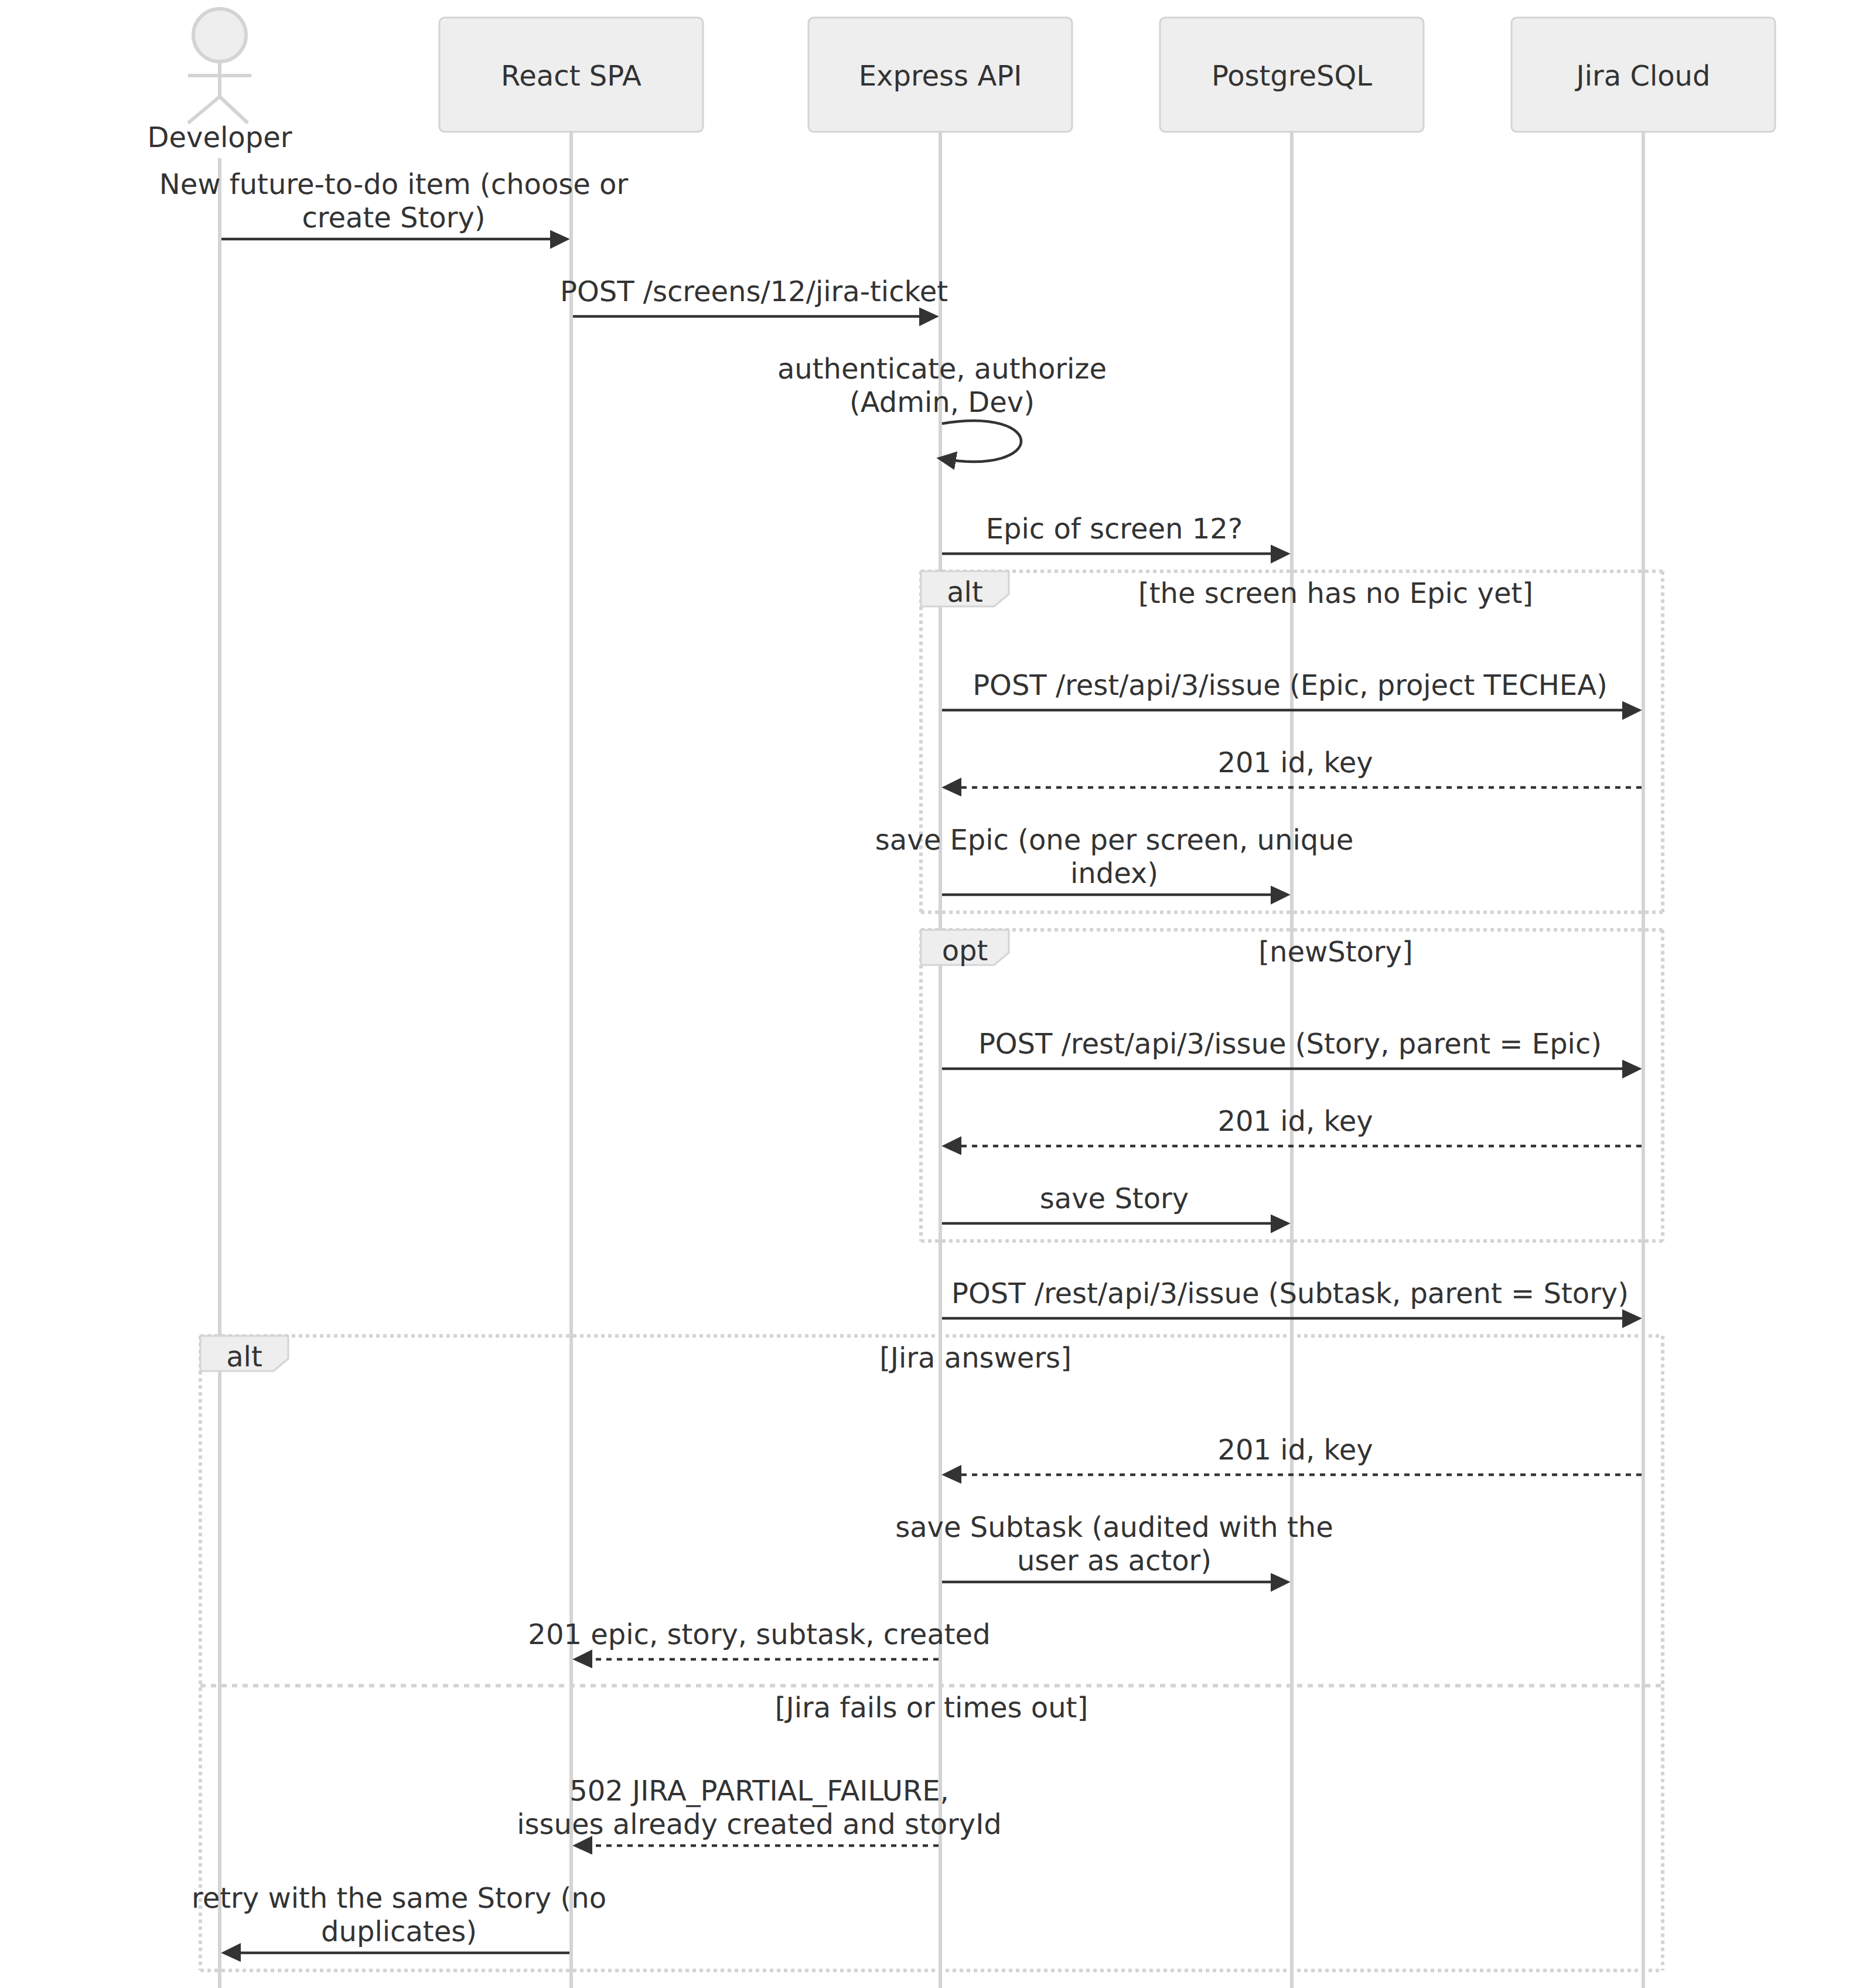 Developer
React SPA
Express API
PostgreSQL
Jira Cloud
New future-to-do item (choose or
create Story)
POST /screens/12/jira-ticket
authenticate, authorize
(Admin, Dev)
Epic of screen 12?
alt
[the screen has no Epic yet]
POST /rest/api/3/issue (Epic, project TECHEA)
201 id, key
save Epic (one per screen, unique
index)
opt
[newStory]
POST /rest/api/3/issue (Story, parent = Epic)
201 id, key
save Story
POST /rest/api/3/issue (Subtask, parent = Story)
alt
[Jira answers]
201 id, key
save Subtask (audited with the
user as actor)
201 epic, story, subtask, created
[Jira fails or times out]
502 JIRA_PARTIAL_FAILURE,
issues already created and storyId
retry with the same Story (no
duplicates)